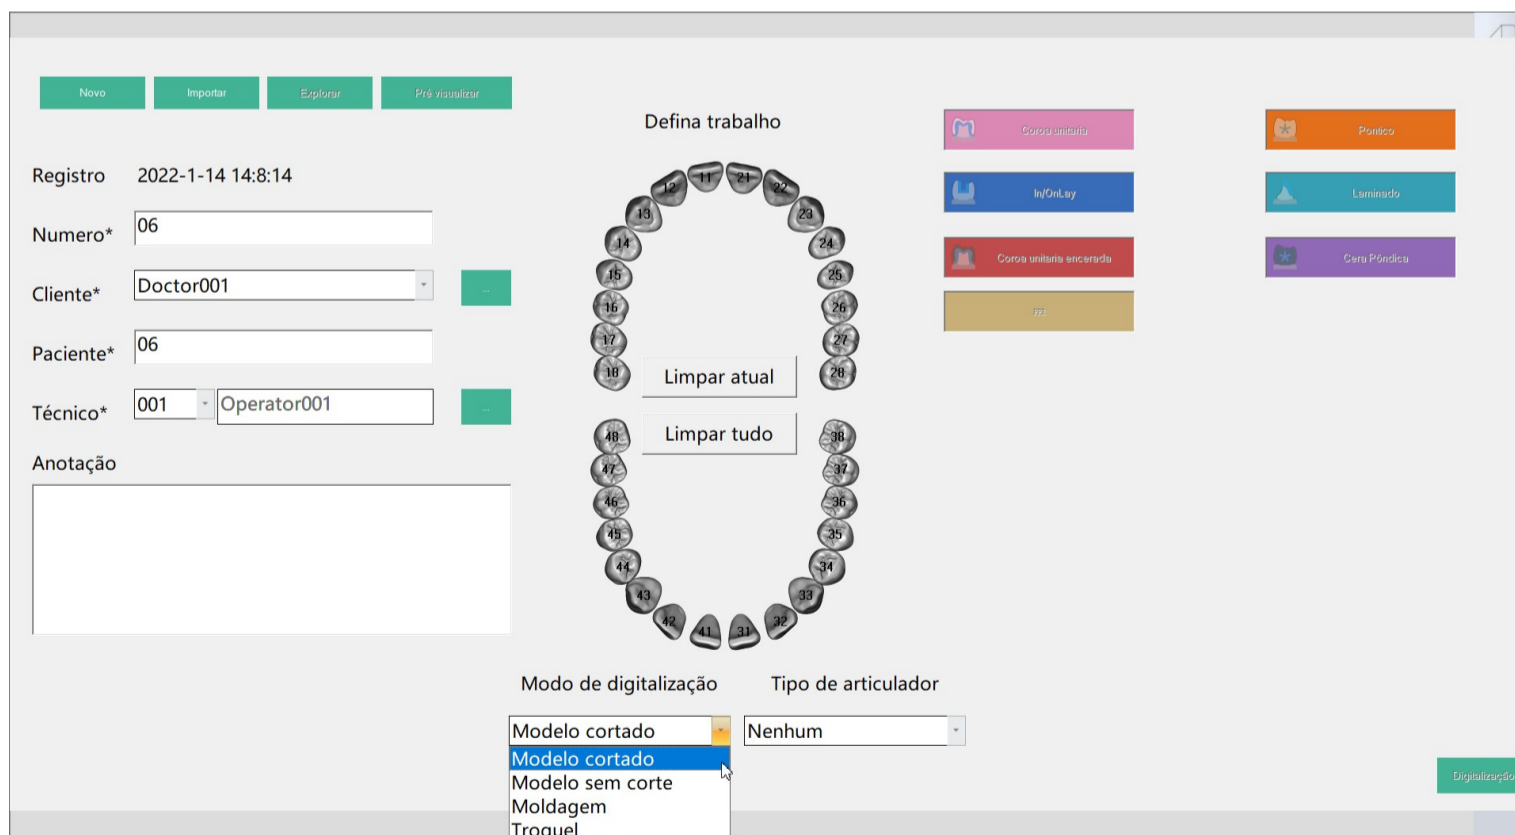 Novo
Importar
Explorar
Pré visualizar
Registro 2022-1-14 14:8:14
Numero* 06
Cliente* Doctor001 ...
Paciente* 06
Técnico* 001 Operator001 ...
Anotação
Defina trabalho
11 21
12 22
13 23
14 24
15 25
16 26
17 27
18 28
Limpar atual
Limpar tudo
48 38
47 37
46 36
45 35
44 34
43 33
42 32
41 31
Coroa unitaria
Pontico
In/OnLay
Laminado
Coroa unitaria encerada
Cera Pôndica
Modo de digitalização
Tipo de articulador
Modelo cortado
Nenhum
Modelo cortado
Modelo sem corte
Moldagem
Troquel
Digitalização